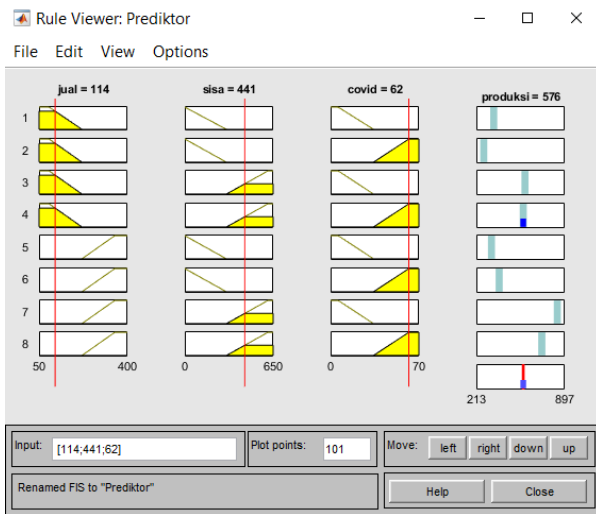 Rule Viewer: Prediktor
File Edit View Options
jual = 114 sisa = 441 covid = 62 produksi = 576
1
2
3
4
5
6
7
8
50 400 0 650 0 70
213 897
Input: [114;441;62] Plot points: 101 Move: left right down up
Renamed FIS to "Prediktor" Help Close